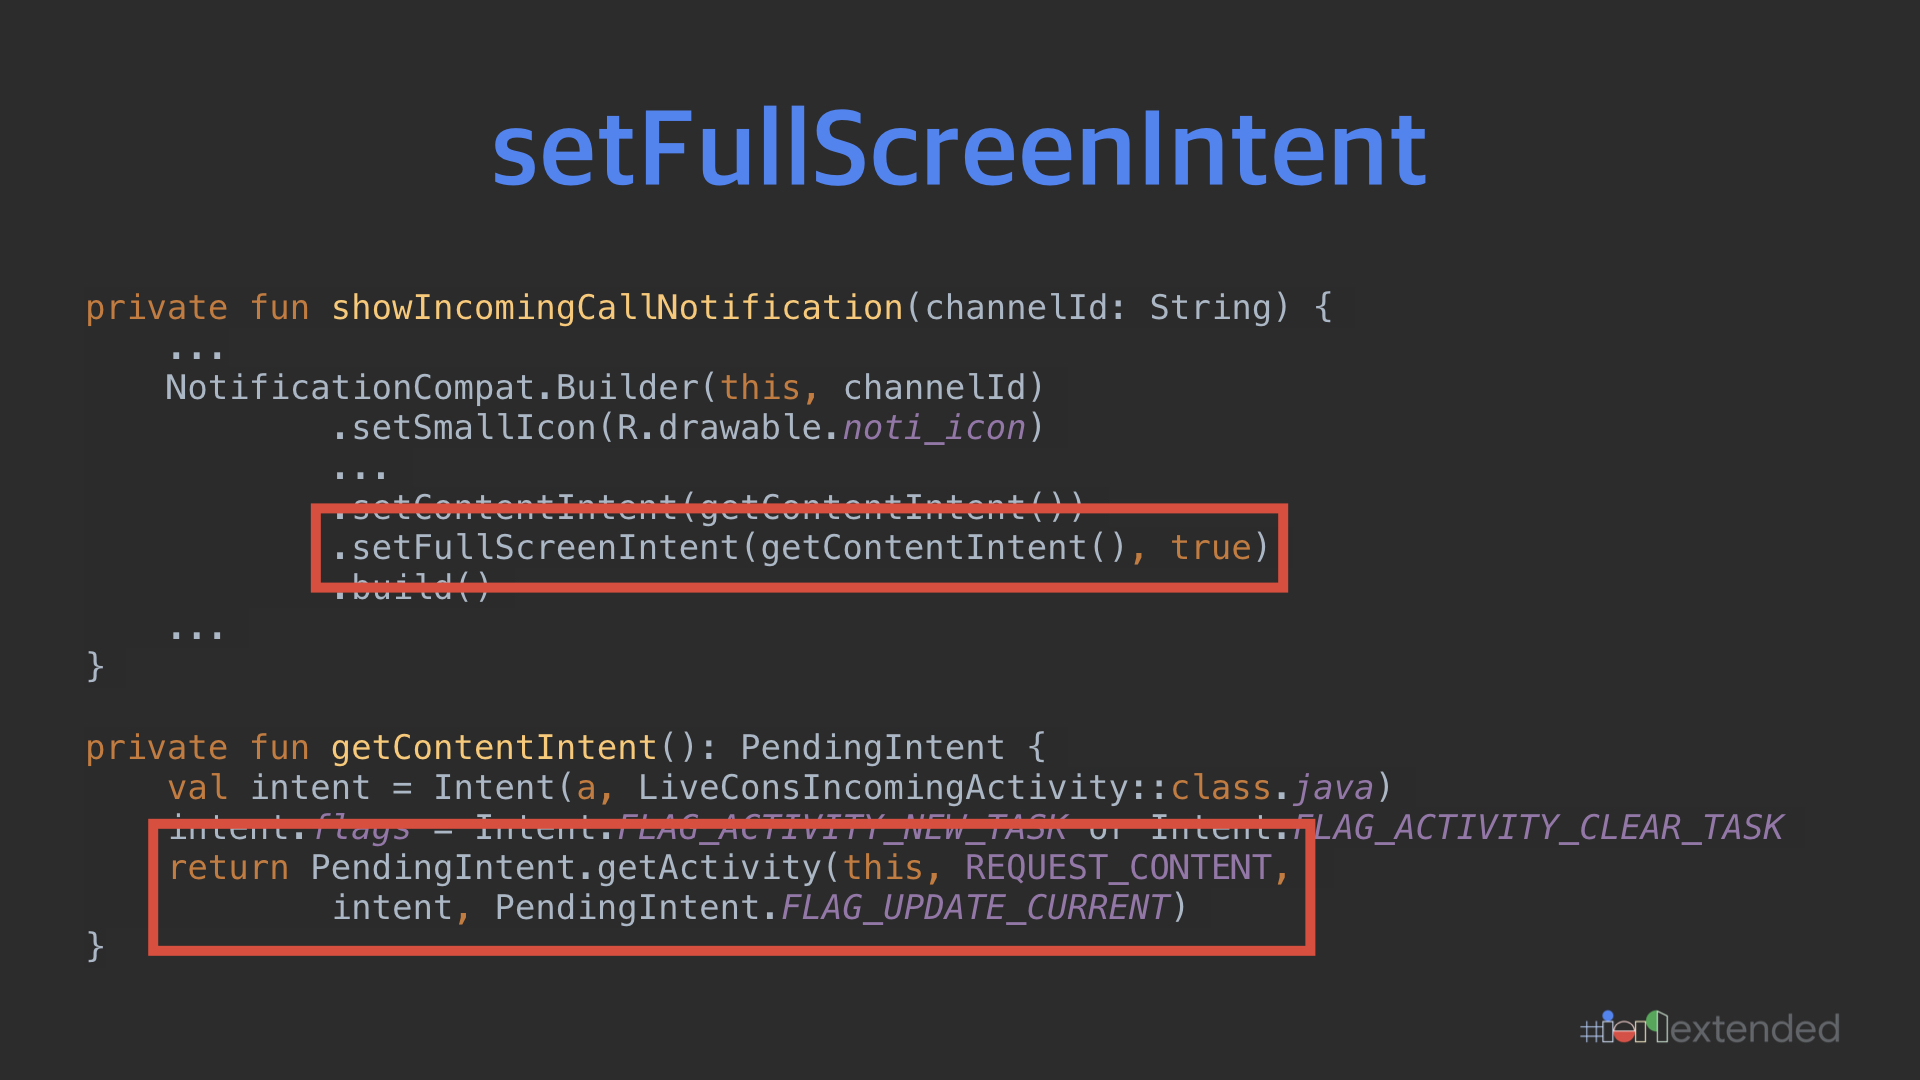 setFullScreenIntent
private fun showIncomingCallNotification(channelId: String) {
...
NotificationCompat.Builder(this, channelId)
.setSmallIcon(R.drawable.noti_icon)
...
.setContentIntent(getContentIntent())
.setFullScreenIntent(getContentIntent(), true)
.build()
...
}
private fun getContentIntent(): PendingIntent {
val intent = Intent(a, LiveConsIncomingActivity::class.java)
intent.flags = Intent.FLAG_ACTIVITY_NEW_TASK or Intent.FLAG_ACTIVITY_CLEAR_TASK
return PendingIntent.getActivity(this, REQUEST_CONTENT,
intent, PendingIntent.FLAG_UPDATE_CURRENT)
}
#io19extended